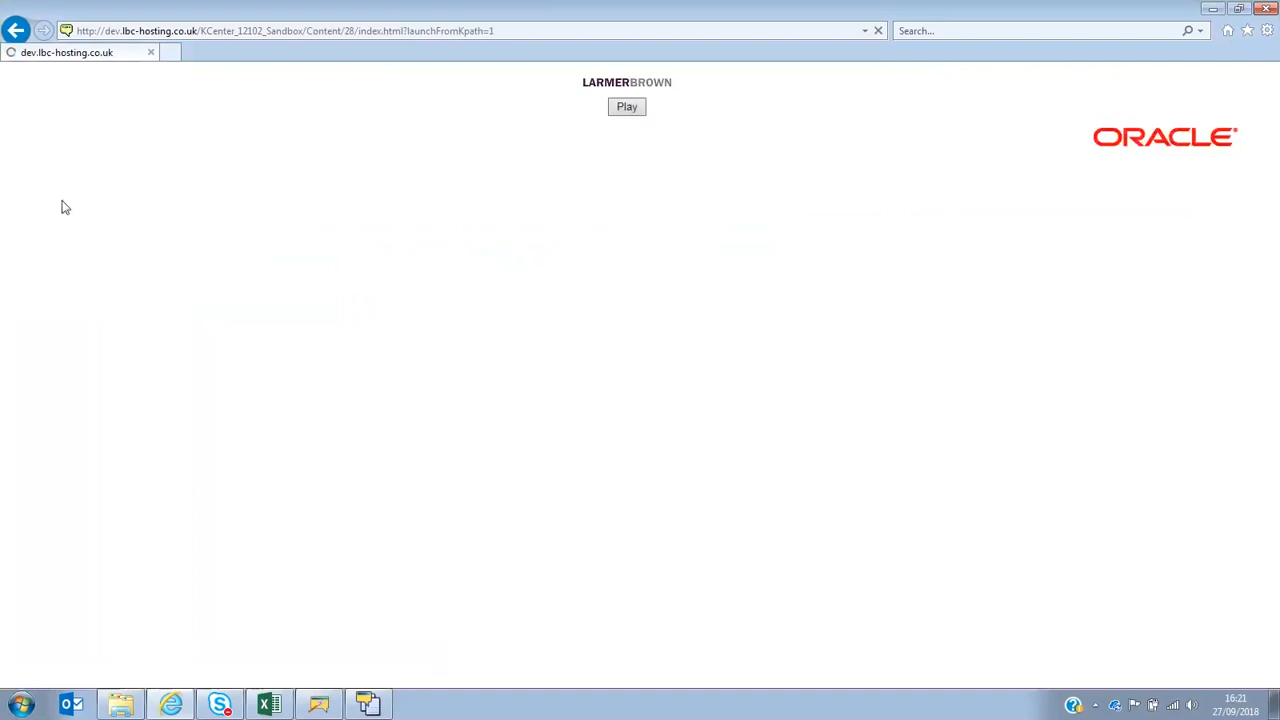 http://dev.lbc-hosting.co.uk/KCenter_12102_Sandbox/Content/28/index.html?launchFromKpath=1
Search...
dev.lbc-hosting.co.uk
LARMERBROWN
Play
ORACLE®
16:21
27/09/2018